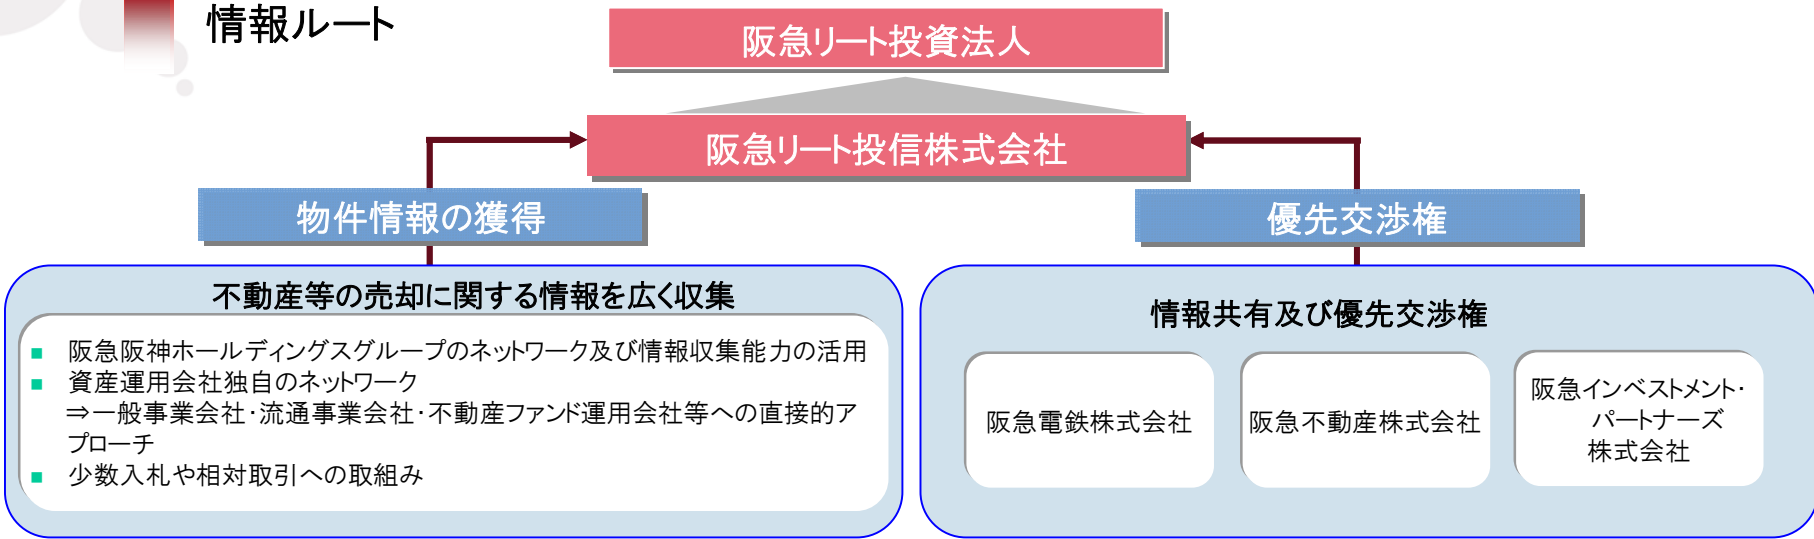 情報ルート
阪急リート投資法人
阪急リート投信株式会社
物件情報の獲得
優先交渉権
不動産等の売却に関する情報を広く収集
■ 阪急阪神ホールディングスグループのネットワーク及び情報収集能力の活用
■ 資産運用会社独自のネットワーク
⇒一般事業会社・流通事業会社・不動産ファンド運用会社等への直接的ア
プローチ
■ 少数入札や相対取引への取組み
情報共有及び優先交渉権
阪急電鉄株式会社
阪急不動産株式会社
阪急インベストメント・
パートナーズ
株式会社